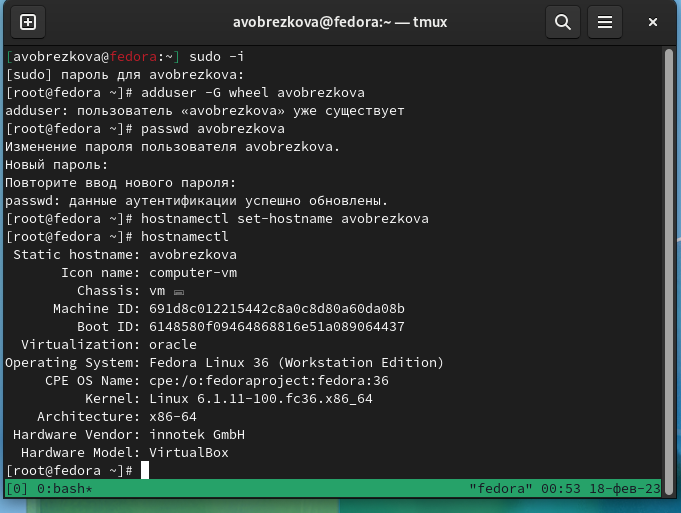 avobrezkova@fedora:~ — tmux
[avobrezkova@fedora:~] sudo -i
[sudo] пароль для avobrezkova:
[root@fedora ~]# adduser -G wheel avobrezkova
adduser: пользователь «avobrezkova» уже существует
[root@fedora ~]# passwd avobrezkova
Изменение пароля пользователя avobrezkova.
Новый пароль:
Повторите ввод нового пароля:
passwd: данные аутентификации успешно обновлены.
[root@fedora ~]# hostnamectl set-hostname avobrezkova
[root@fedora ~]# hostnamectl
Static hostname: avobrezkova
Icon name: computer-vm
Chassis: vm 🖴
Machine ID: 691d8c012215442c8a0c8d80a60da08b
Boot ID: 6148580f09464868816e51a089064437
Virtualization: oracle
Operating System: Fedora Linux 36 (Workstation Edition)
CPE OS Name: cpe:/o:fedoraproject:fedora:36
Kernel: Linux 6.1.11-100.fc36.x86_64
Architecture: x86-64
Hardware Vendor: innotek GmbH
Hardware Model: VirtualBox
[root@fedora ~]#
[0] 0:bash* "fedora" 00:53 18-фев-23